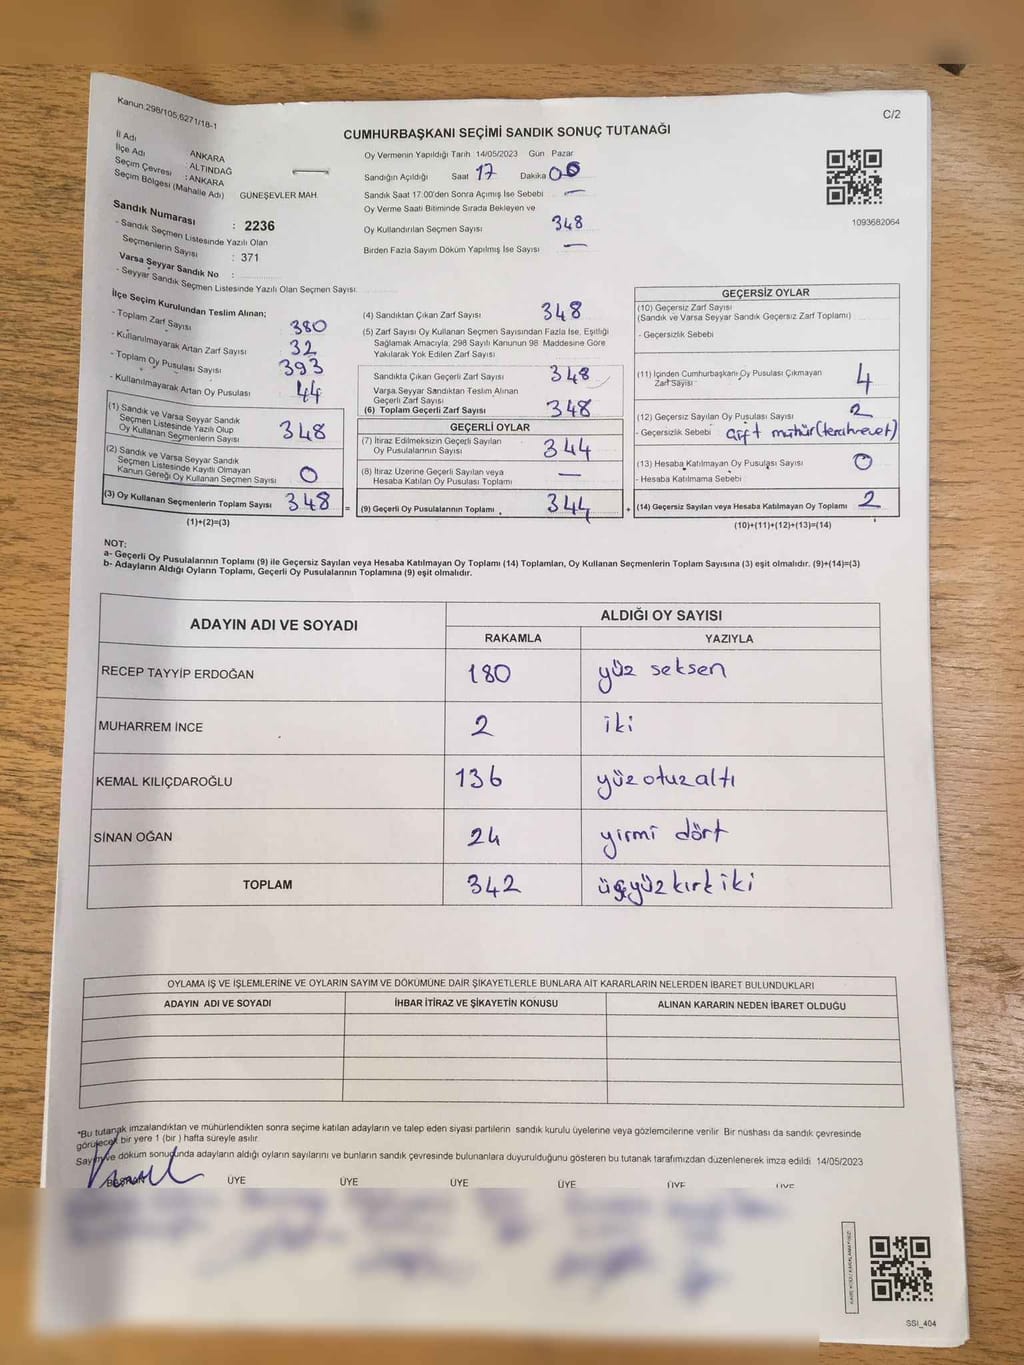 Kanun.298/105,6271/18-1
C/2
CUMHURBAŞKANI SEÇİMİ SANDIK SONUÇ TUTANAĞI
İl Adı
ANKARA
İlçe Adı
ALTINDAĞ
Seçim Çevresi : ANKARA
Seçim Bölgesi (Mahalle Adı) GÜNEŞEVLER MAH.
Sandık Numarası : 2236
- Sandık Seçmen Listesinde Yazılı Olan
Seçmenlerin Sayısı : 371
Varsa Seyyar Sandık No :
- Seyyar Sandık Seçmen Listesinde Yazılı Olan Seçmen Sayısı:
Oy Vermenin Yapıldığı Tarih 14/05/2023 Gün Pazar
Sandığın Açıldığı Saat 17 Dakika 00
Sandık Saat 17.00'den Sonra Açılmış İse Sebebi —
Oy Verme Saati Bitiminde Sırada Bekleyen ve
Oy Kullandırılan Seçmen Sayısı 348
Birden Fazla Sayım Döküm Yapılmış İse Sayısı —
1093682064
İlçe Seçim Kurulundan Teslim Alınan;
- Toplam Zarf Sayısı 380
- Kullanılmayarak Artan Zarf Sayısı 32
- Toplam Oy Pusulası Sayısı 393
- Kullanılmayarak Artan Oy Pusulası 44
(1) Sandık ve Varsa Seyyar Sandık
Seçmen Listesinde Yazılı Olup
Oy Kullanan Seçmenlerin Sayısı 348
(2) Sandık ve Varsa Seyyar Sandık
Seçmen Listesinde Kayıtlı Olmayan
Kanun Gereği Oy Kullanan Seçmen Sayısı 0
(3) Oy Kullanan Seçmenlerin Toplam Sayısı 348 =
(1)+(2)=(3)
(4) Sandıktan Çıkan Zarf Sayısı 348
(5) Zarf Sayısı Oy Kullanan Seçmen Sayısından Fazla İse, Eşitliği
Sağlamak Amacıyla, 298 Sayılı Kanunun 98 Maddesine Göre
Yakılarak Yok Edilen Zarf Sayısı
Sandıkta Çıkan Geçerli Zarf Sayısı 348
Varsa Seyyar Sandıktan Teslim Alınan
Geçerli Zarf Sayısı
(6) Toplam Geçerli Zarf Sayısı 348
GEÇERLİ OYLAR
(7) İtiraz Edilmeksizin Geçerli Sayılan
Oy Pusulalarının Sayısı 344
(8) İtiraz Üzerine Geçerli Sayılan veya
Hesaba Katılan Oy Pusulası Toplamı —
(9) Geçerli Oy Pusulalarının Toplamı 344 +
GEÇERSİZ OYLAR
(10) Geçersiz Zarf Sayısı
(Sandık ve Varsa Seyyar Sandık Geçersiz Zarf Toplamı)
- Geçersizlik Sebebi
(11) İçinden Cumhurbaşkanı Oy Pusulası Çıkmayan
Zarf Sayısı 4
(12) Geçersiz Sayılan Oy Pusulası Sayısı 2
- Geçersizlik Sebebi çift mühür
(13) Hesaba Katılmayan Oy Pusulası Sayısı 0
- Hesaba Katılmama Sebebi
(14) Geçersiz Sayılan veya Hesaba Katılmayan Oy Toplamı 2
(10)+(11)+(12)+(13)=(14)
NOT:
a- Geçerli Oy Pusulalarının Toplamı (9) ile Geçersiz Sayılan veya Hesaba Katılmayan Oy Toplamı (14) Toplamları, Oy Kullanan Seçmenlerin Toplam Sayısına (3) eşit olmalıdır. (9)+(14)=(3)
b- Adayların Aldığı Oyların Toplamı, Geçerli Oy Pusulalarının Toplamına (9) eşit olmalıdır.
ADAYIN ADI VE SOYADI
ALDIĞI OY SAYISI
RAKAMLA YAZIYLA
RECEP TAYYİP ERDOĞAN 180 yüz seksen
MUHARREM İNCE 2 iki
KEMAL KILIÇDAROĞLU 136 yüzotuzaltı
SİNAN OĞAN 24 yirmi dört
TOPLAM 342 üçyüzkırkiki
OYLAMA İŞ VE İŞLEMLERİNE VE OYLARIN SAYIM VE DÖKÜMÜNE DAİR ŞİKAYETLERLE BUNLARA AİT KARARLARIN NELERDEN İBARET BULUNDUKLARI
ADAYIN ADI VE SOYADI İHBAR İTİRAZ VE ŞİKAYETİN KONUSU ALINAN KARARIN NEDEN İBARET OLDUĞU
*Bu tutanak imzalandıktan ve mühürlendikten sonra seçime katılan adayların ve talep eden siyasi partilerin sandık kurulu üyelerine veya gözlemcilerine verilir. Bir nüshası da sandık çevresinde
görülecek bir yere 1 (bir) hafta süreyle asılır.
Sayım ve döküm sonucunda adayların aldığı oyların sayılarını ve bunların sandık çevresinde bulunanlara duyurulduğunu gösteren bu tutanak tarafımızdan düzenlenerek imza edildi 14/05/2023
BAŞKAN ÜYE ÜYE ÜYE ÜYE ÜYE ÜYE
SSI_404